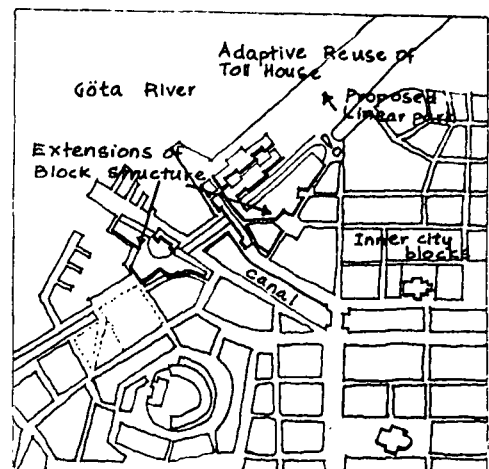 Adaptive Reuse of
Toll House
Göta River
Proposed
Linear park
Extensions of
Block structure
Inner city
blocks
canal